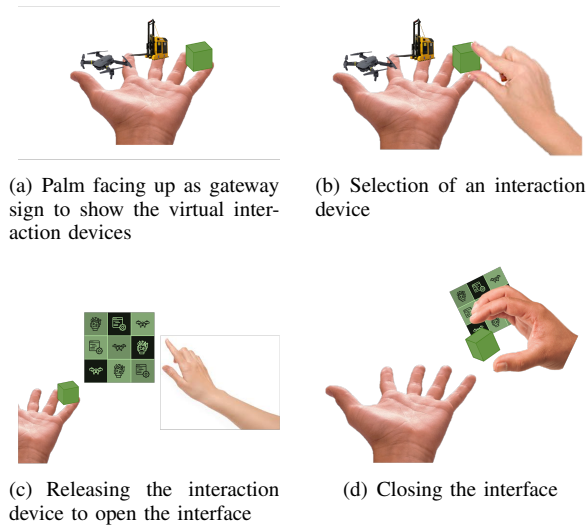 (a) Palm facing up as gateway
sign to show the virtual inter-
action devices
(b) Selection of an interaction
device
(c) Releasing the interaction
device to open the interface
(d) Closing the interface